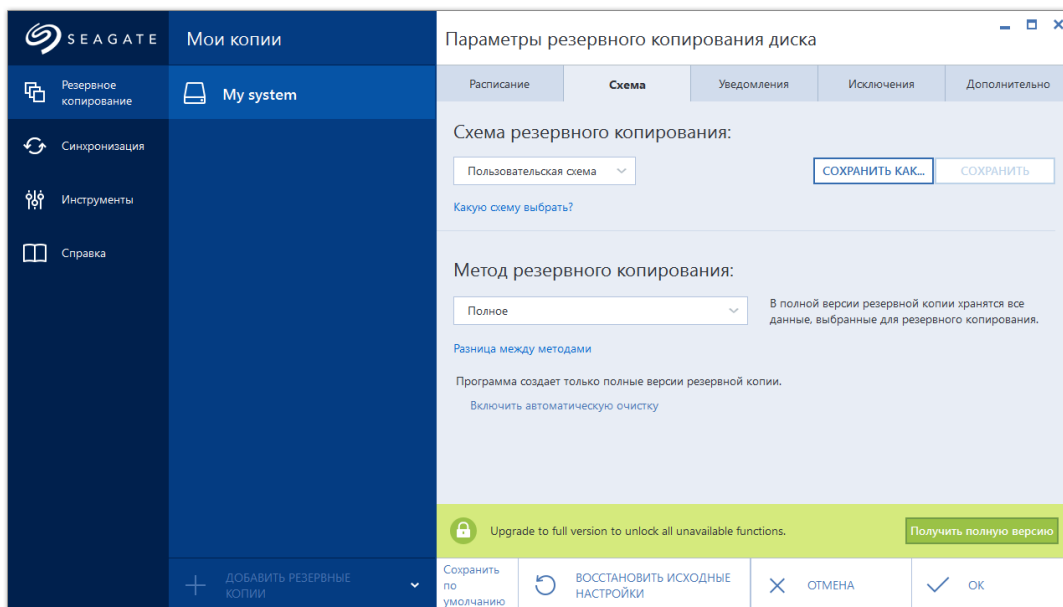 SEAGATE
Мои копии
Параметры резервного копирования диска
Резервное
копирование
Синхронизация
Инструменты
Справка
My system
Расписание
Схема
Уведомления
Исключения
Дополнительно
Схема резервного копирования:
Пользовательская схема
СОХРАНИТЬ КАК...
СОХРАНИТЬ
Какую схему выбрать?
Метод резервного копирования:
Полное
В полной версии резервной копии хранятся все
данные, выбранные для резервного копирования.
Разница между методами
Программа создает только полные версии резервной копии.
Включить автоматическую очистку
Upgrade to full version to unlock all unavailable functions.
Получить полную версию
ДОБАВИТЬ РЕЗЕРВНЫЕ
КОПИИ
Сохранить
по
умолчанию
ВОССТАНОВИТЬ ИСХОДНЫЕ
НАСТРОЙКИ
ОТМЕНА
ОК